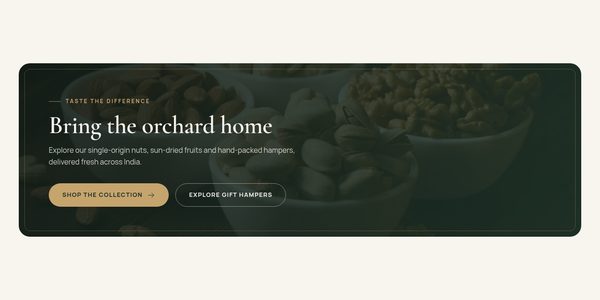 TASTE THE DIFFERENCE
Bring the orchard home
Explore our single-origin nuts, sun-dried fruits and hand-packed hampers,
delivered fresh across India.
SHOP THE COLLECTION →
EXPLORE GIFT HAMPERS